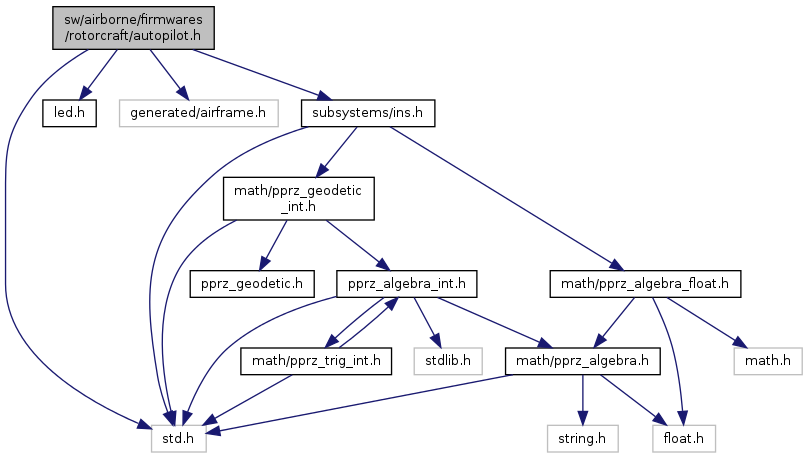 sw/airborne/firmwares
/rotorcraft/autopilot.h
led.h
generated/airframe.h
subsystems/ins.h
math/pprz_geodetic
_int.h
pprz_geodetic.h
pprz_algebra_int.h
math/pprz_algebra_float.h
math/pprz_trig_int.h
stdlib.h
math/pprz_algebra.h
math.h
std.h
string.h
float.h